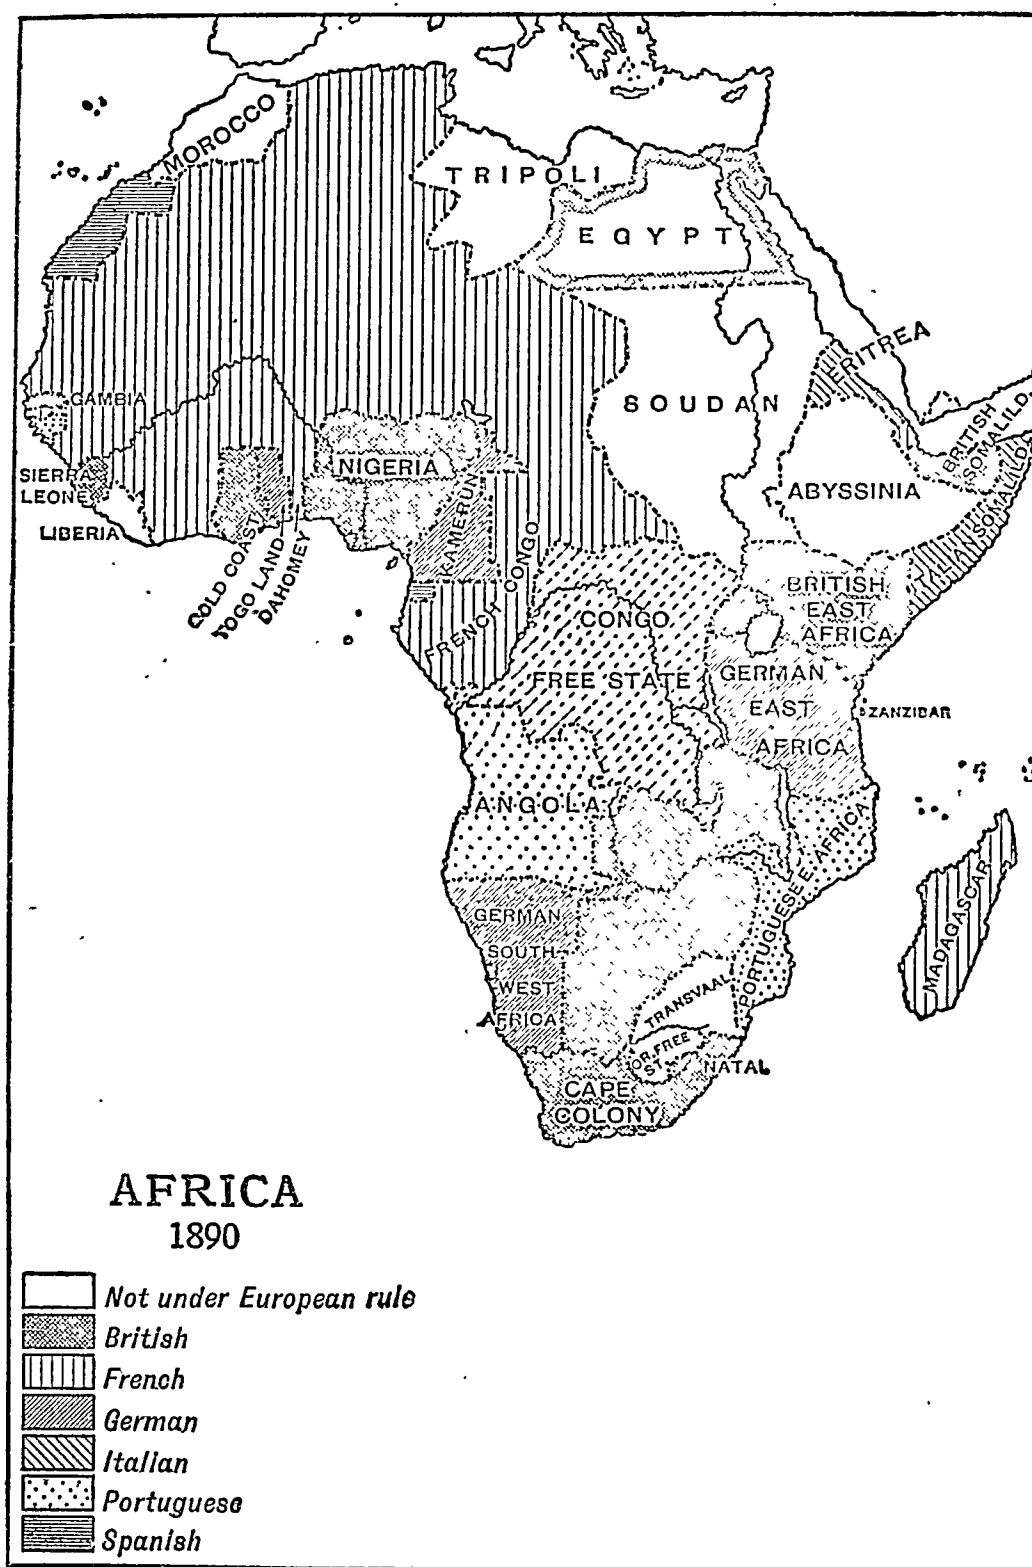 MOROCCO
TRIPOLI
EGYPT
ERITREA
GAMBIA
SOUDAN
BRITISH
SOMALILD.
SIERRA
LEONE
NIGERIA
ABYSSINIA
ITALIAN SOMALILD.
LIBERIA
KAMERUN
GOLD COAST
TOGO LAND
DAHOMEY
FRENCH CONGO
BRITISH
EAST
AFRICA
CONGO
FREE STATE
GERMAN
EAST
AFRICA
ZANZIBAR
ANGOLA
PORTUGUESE E. AFRICA
MADAGASCAR
GERMAN
SOUTH
WEST
AFRICA
TRANSVAAL
OR. FREE
ST.
NATAL
CAPE
COLONY
AFRICA
1890
Not under European rule
British
French
German
Italian
Portuguese
Spanish